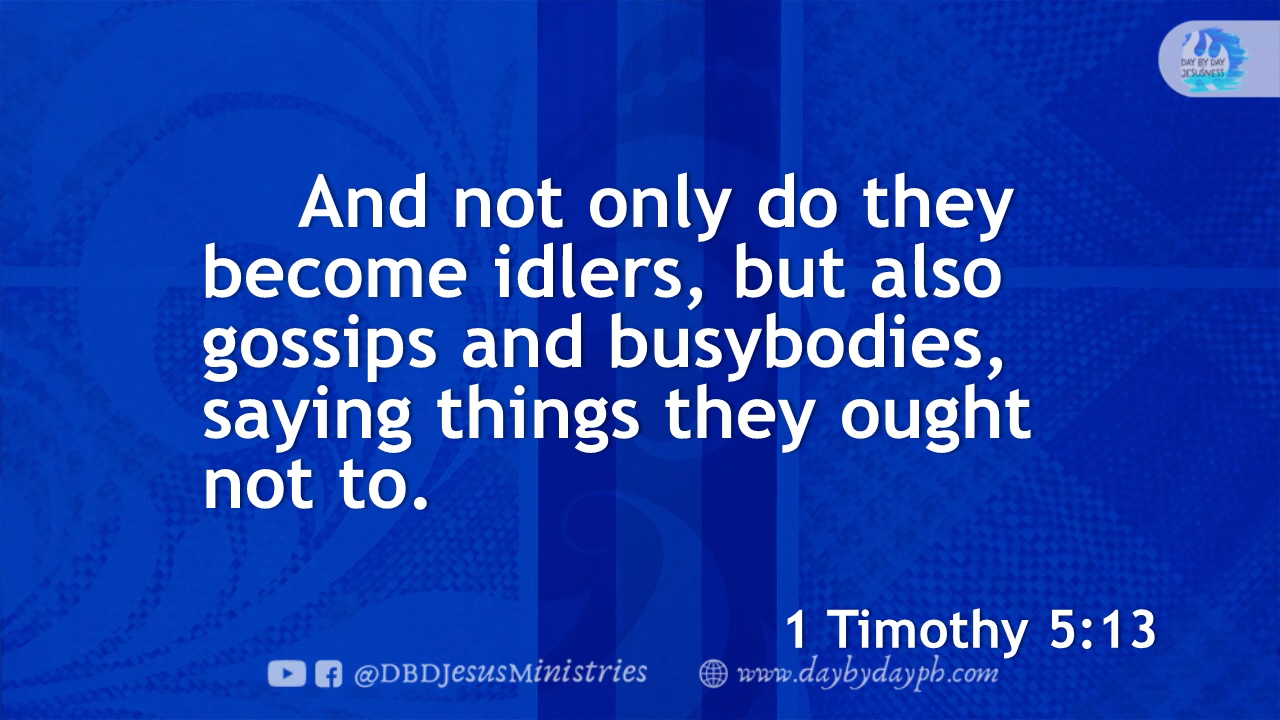 DAY BY DAY
JESUSNESS
And not only do they
become idlers, but also
gossips and busybodies,
saying things they ought
not to.
1 Timothy 5:13
@DBDJesusMinistries
www.daybydayph.com